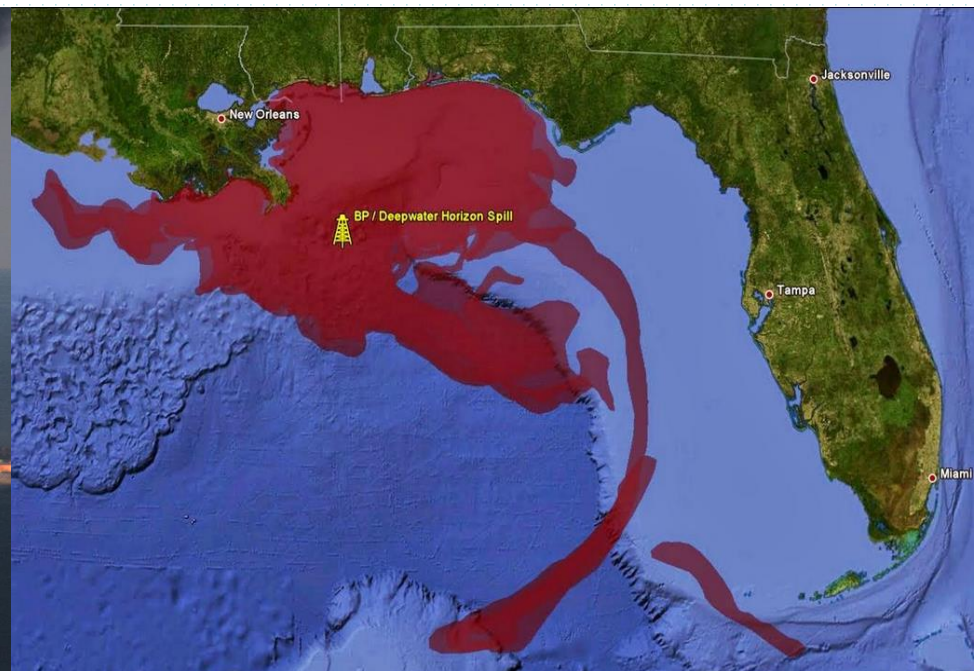 Jacksonville
New Orleans
BP / Deepwater Horizon Spill
Tampa
Miami